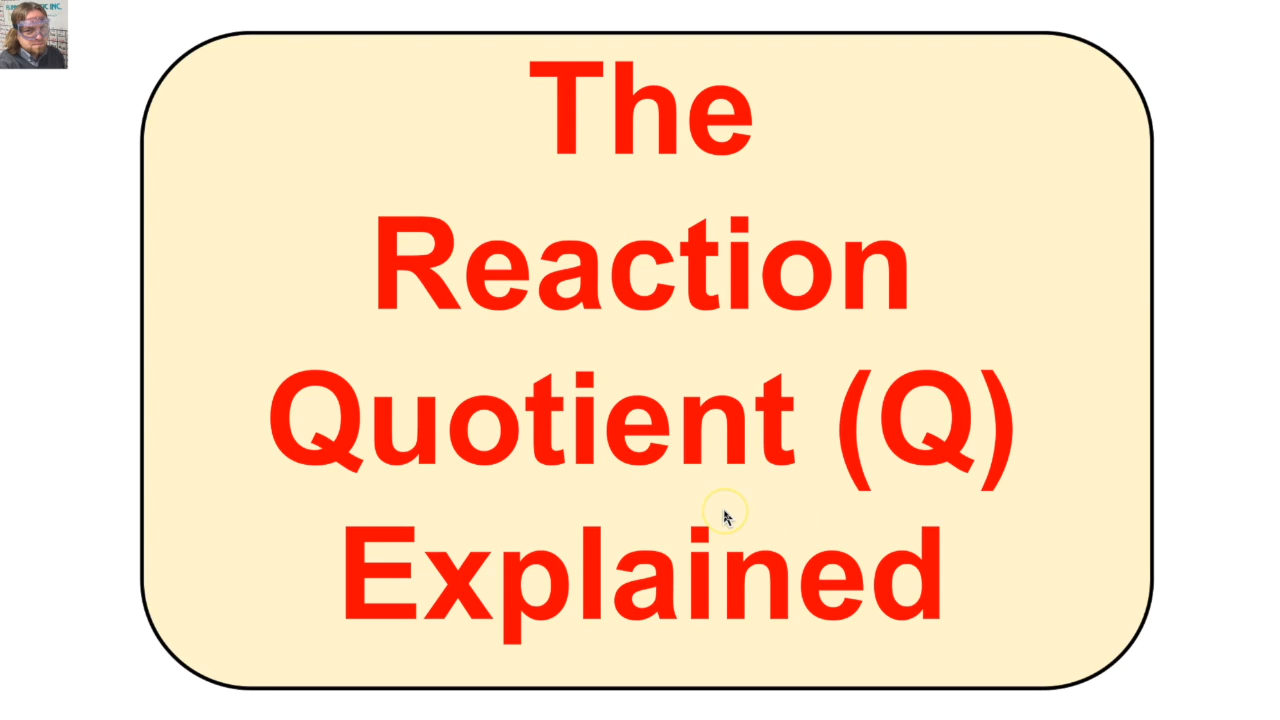 The
Reaction
Quotient (Q)
Explained